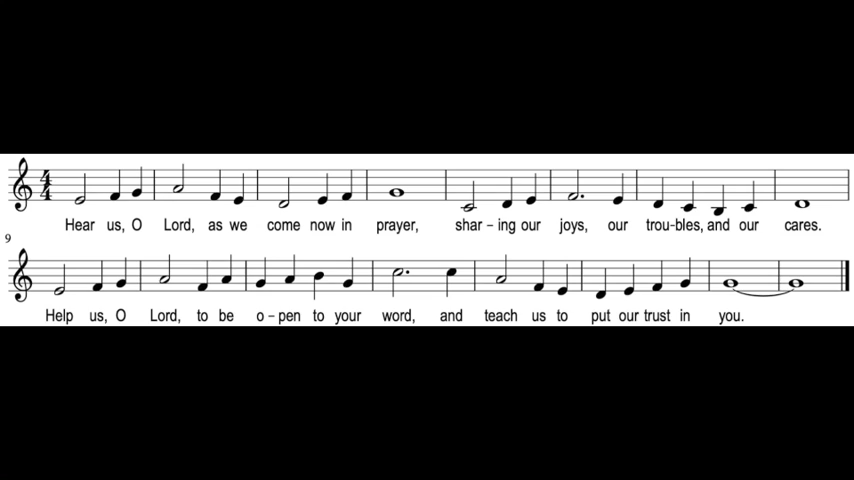 4 4
Hear us, O Lord, as we come now in prayer, shar – ing our joys, our trou-bles, and our cares.
9
Help us, O Lord, to be o – pen to your word, and teach us to put our trust in you.